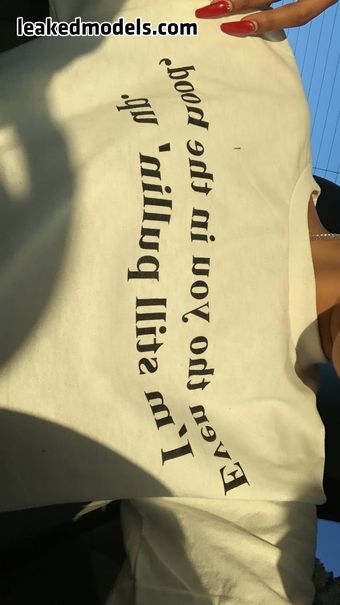 leakedmodels.com
Even tho you in the hood,
I'm still pullin' up.